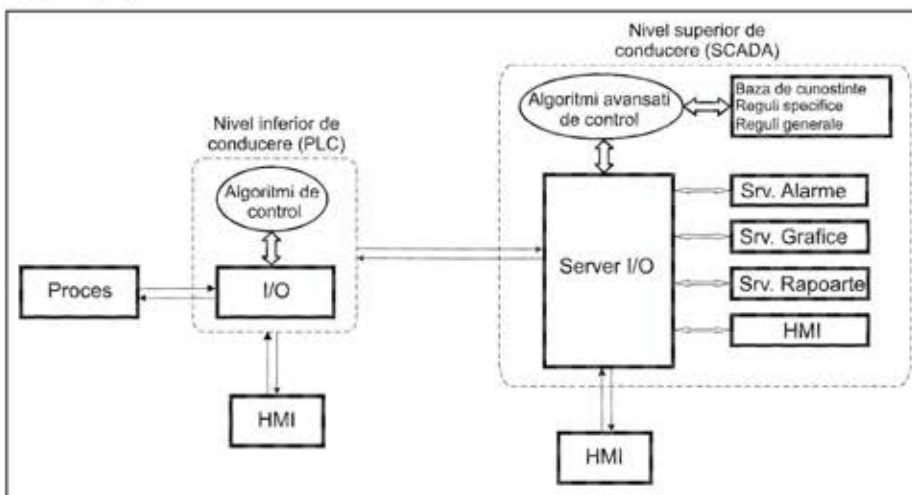 Nivel superior de
conducere (SCADA)
Algoritmi avansati
de control
Baza de cunostinte
Reguli specifice
Reguli generale
Nivel inferior de
conducere (PLC)
Algoritmi de
control
Srv. Alarme
Srv. Grafice
Server I/O
Proces
I/O
Srv. Rapoarte
HMI
HMI
HMI